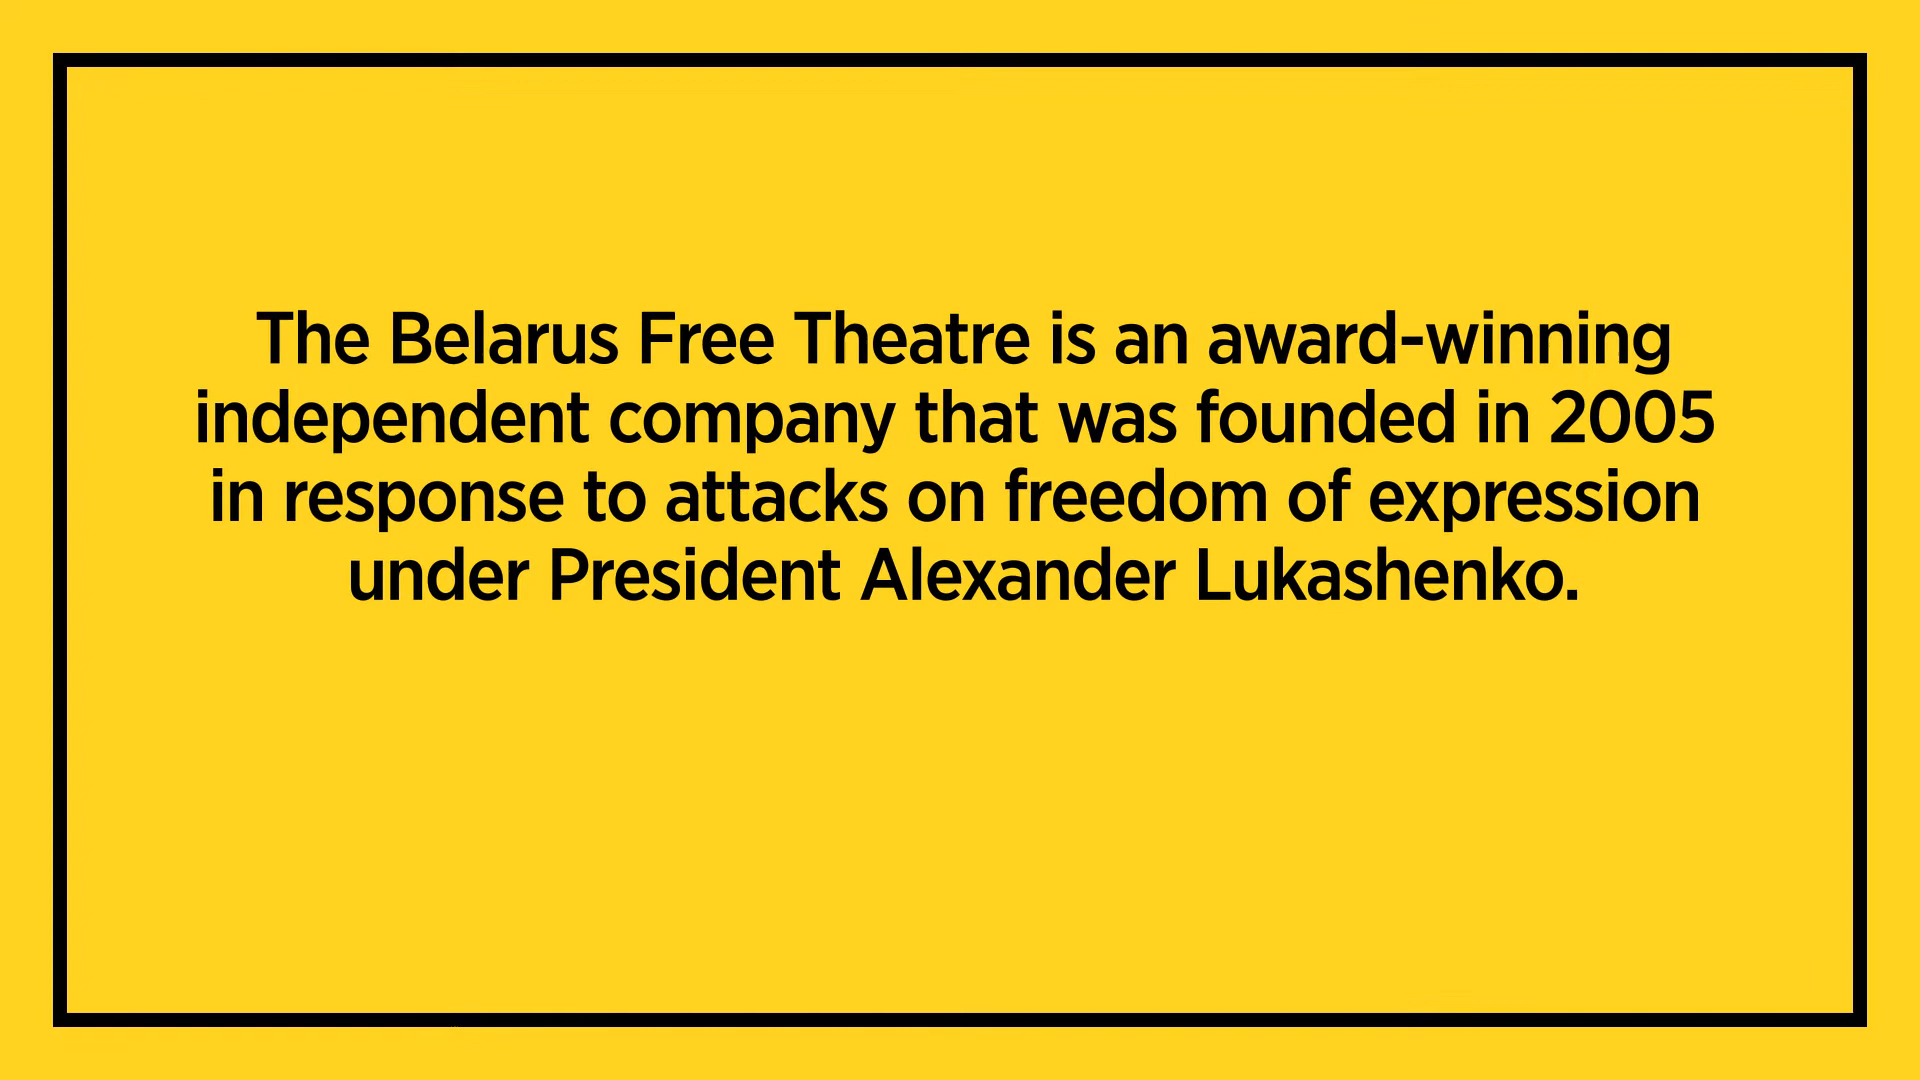 The Belarus Free Theatre is an award-winning
independent company that was founded in 2005
in response to attacks on freedom of expression
under President Alexander Lukashenko.